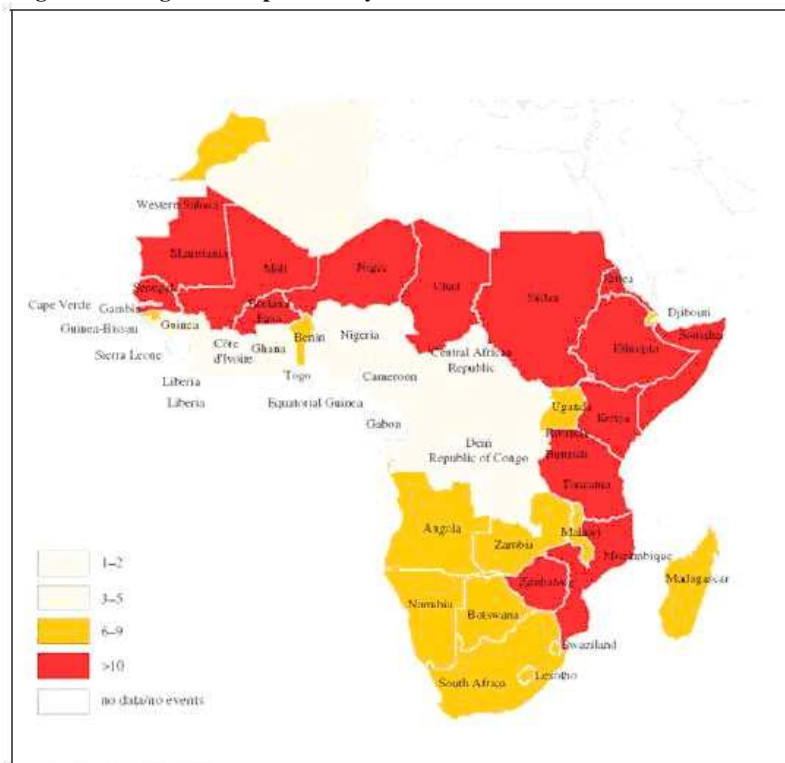 Western Sahara
Mauritania
Mali
Niger
Chad
Sudan
Eritrea
Djibouti
Somalia
Ethiopia
Senegal
Cape Verde
Gambia
Guinea-Bissau
Guinea
Burkina
Faso
Sierra Leone
Côte
d'Ivoire
Ghana
Benin
Nigeria
Togo
Liberia
Liberia
Cameroon
Central African
Republic
Equatorial Guinea
Gabon
Dem
Republic of Congo
Uganda
Kenya
Rwanda
Burundi
Tanzania
Angola
Zambia
Malawi
Mozambique
Zimbabwe
Madagascar
Namibia
Botswana
Swaziland
Lesotho
South Africa
1–2
3–5
6–9
>10
no data/no events